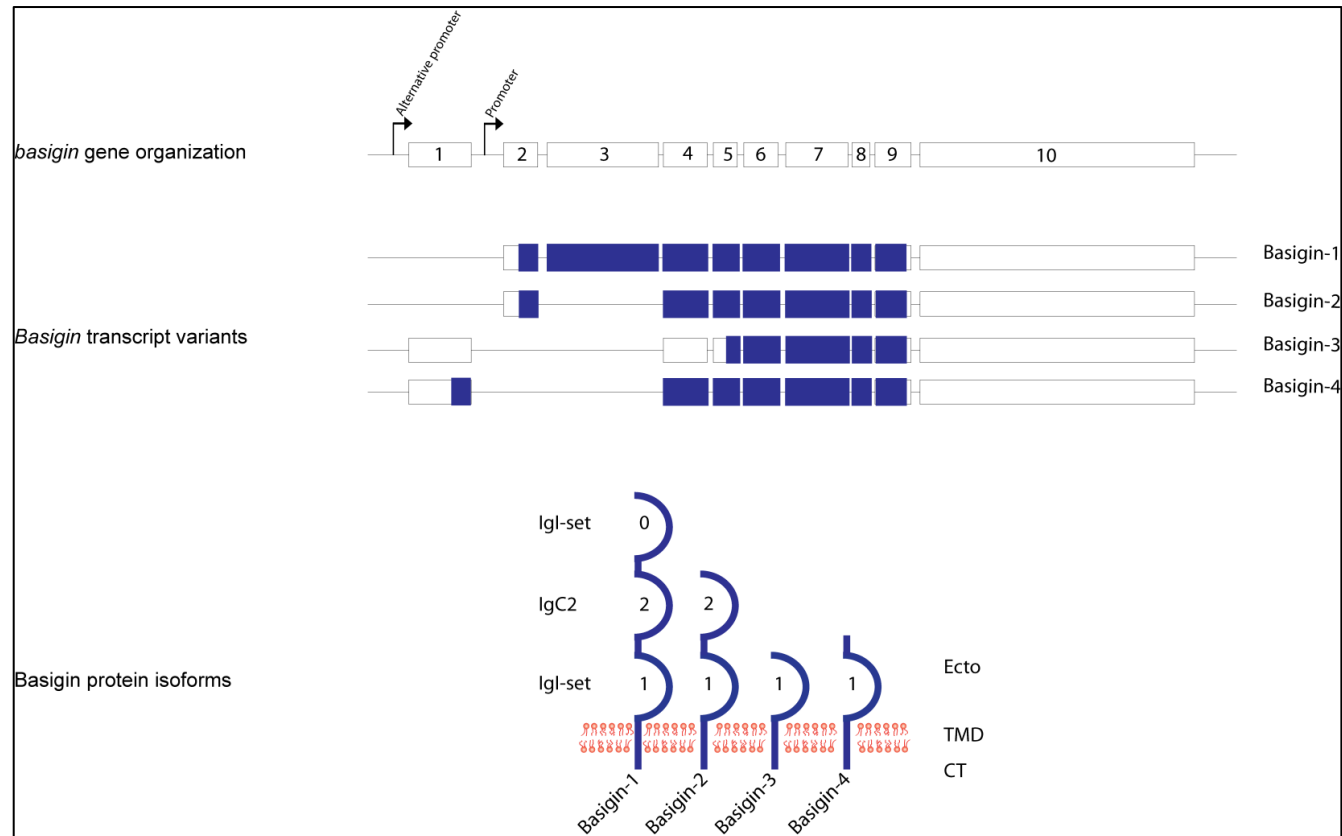 Alternative promoter
Promoter
basigin gene organization
1 2 3 4 5 6 7 8 9 10
Basigin-1
Basigin-2
Basigin transcript variants
Basigin-3
Basigin-4
IgI-set 0
IgC2 2 2
Basigin protein isoforms
IgI-set 1 1 1 1
Ecto
TMD
CT
Basigin-1 Basigin-2 Basigin-3 Basigin-4